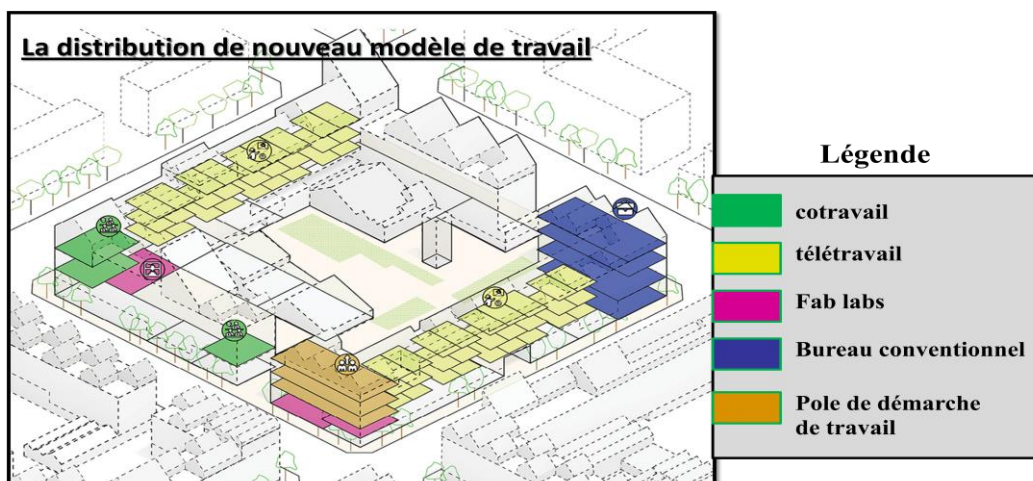 La distribution de nouveau modèle de travail
Légende
cotravail
télétravail
Fab labs
Bureau conventionnel
Pole de démarche
de travail